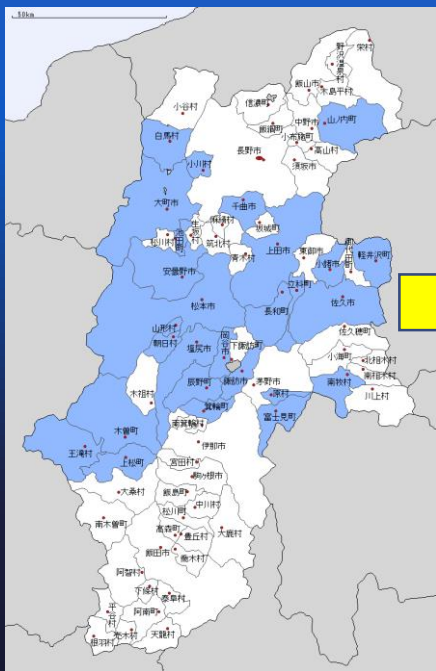 50km
栄村
野沢温泉村
飯山市
木島平村
信濃町
小谷村
飯綱町
中野市
山ノ内町
小布施町
白馬村
高山村
長野市
須坂市
小川村
大町市
千曲市
麻績村
坂城町
生坂村
池田町
松川村
筑北村
上田市
東御市
御代田町
軽井沢町
青木村
小諸市
安曇野市
立科町
佐久市
松本市
長和町
山形村
朝日村
塩尻市
岡谷市
下諏訪町
佐久穂町
小海町
北相木村
南相木村
辰野町
諏訪市
茅野市
原村
南牧村
川上村
木祖村
箕輪町
富士見町
南箕輪村
木曽町
伊那市
王滝村
上松町
宮田村
駒ヶ根市
大桑村
飯島町
中川村
松川町
南木曽町
高森町
豊丘村
大鹿村
飯田市
喬木村
阿智村
下條村
泰阜村
平谷村
阿南町
根羽村
売木村
天龍村